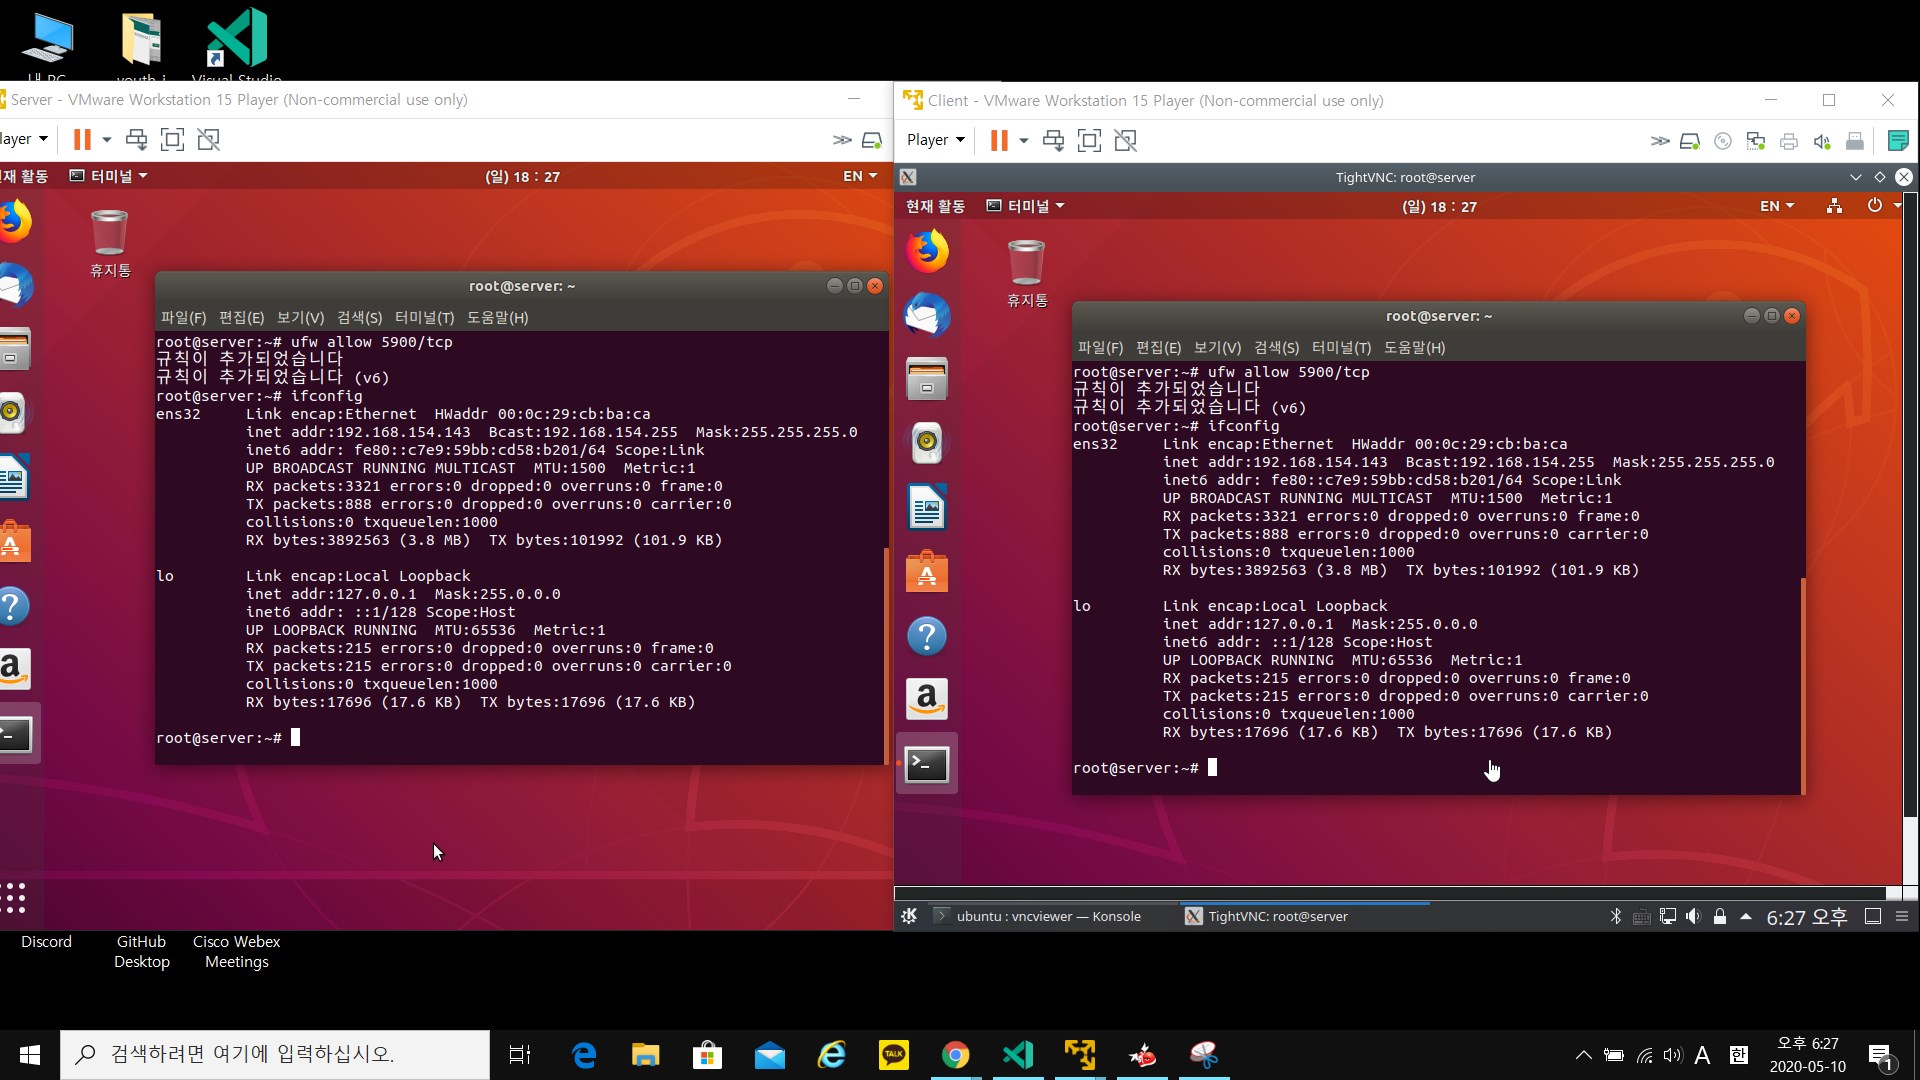 내 PC
youth-i
Visual Studio
Server - VMware Workstation 15 Player (Non-commercial use only)
layer
재 활동
터미널
(일) 18 : 27
EN
휴지통
root@server: ~
파일(F) 편집(E) 보기(V) 검색(S) 터미널(T) 도움말(H)
root@server:~# ufw allow 5900/tcp
규칙이 추가되었습니다
규칙이 추가되었습니다 (v6)
root@server:~# ifconfig
ens32     Link encap:Ethernet  HWaddr 00:0c:29:cb:ba:ca
inet addr:192.168.154.143  Bcast:192.168.154.255  Mask:255.255.255.0
inet6 addr: fe80::c7e9:59bb:cd58:b201/64 Scope:Link
UP BROADCAST RUNNING MULTICAST  MTU:1500  Metric:1
RX packets:3321 errors:0 dropped:0 overruns:0 frame:0
TX packets:888 errors:0 dropped:0 overruns:0 carrier:0
collisions:0 txqueuelen:1000
RX bytes:3892563 (3.8 MB)  TX bytes:101992 (101.9 KB)
lo        Link encap:Local Loopback
inet addr:127.0.0.1  Mask:255.0.0.0
inet6 addr: ::1/128 Scope:Host
UP LOOPBACK RUNNING  MTU:65536  Metric:1
RX packets:215 errors:0 dropped:0 overruns:0 frame:0
TX packets:215 errors:0 dropped:0 overruns:0 carrier:0
collisions:0 txqueuelen:1000
RX bytes:17696 (17.6 KB)  TX bytes:17696 (17.6 KB)
root@server:~#
Client - VMware Workstation 15 Player (Non-commercial use only)
Player
TightVNC: root@server
현재 활동
터미널
(일) 18 : 27
EN
휴지통
root@server: ~
파일(F) 편집(E) 보기(V) 검색(S) 터미널(T) 도움말(H)
root@server:~# ufw allow 5900/tcp
규칙이 추가되었습니다
규칙이 추가되었습니다 (v6)
root@server:~# ifconfig
ens32     Link encap:Ethernet  HWaddr 00:0c:29:cb:ba:ca
inet addr:192.168.154.143  Bcast:192.168.154.255  Mask:255.255.255.0
inet6 addr: fe80::c7e9:59bb:cd58:b201/64 Scope:Link
UP BROADCAST RUNNING MULTICAST  MTU:1500  Metric:1
RX packets:3321 errors:0 dropped:0 overruns:0 frame:0
TX packets:888 errors:0 dropped:0 overruns:0 carrier:0
collisions:0 txqueuelen:1000
RX bytes:3892563 (3.8 MB)  TX bytes:101992 (101.9 KB)
lo        Link encap:Local Loopback
inet addr:127.0.0.1  Mask:255.0.0.0
inet6 addr: ::1/128 Scope:Host
UP LOOPBACK RUNNING  MTU:65536  Metric:1
RX packets:215 errors:0 dropped:0 overruns:0 frame:0
TX packets:215 errors:0 dropped:0 overruns:0 carrier:0
collisions:0 txqueuelen:1000
RX bytes:17696 (17.6 KB)  TX bytes:17696 (17.6 KB)
root@server:~#
ubuntu : vncviewer — Konsole
TightVNC: root@server
6:27 오후
Discord
GitHub Desktop
Cisco Webex Meetings
검색하려면 여기에 입력하십시오.
TALK
A
한
오후 6:27
2020-05-10
1